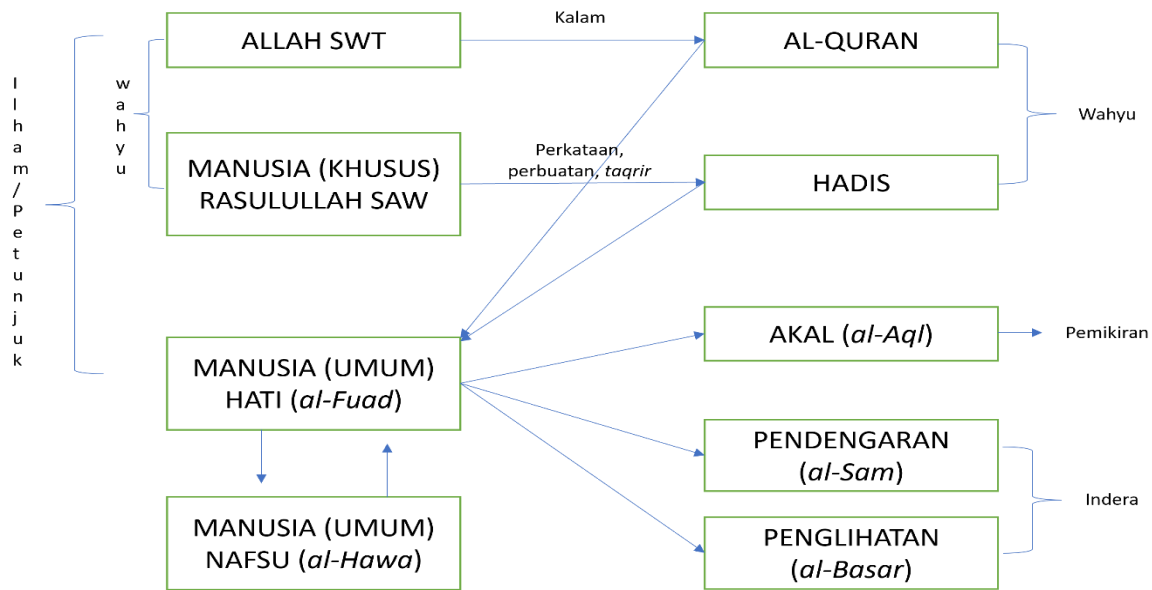 Kalam
ALLAH SWT
AL-QURAN
Ilham/Petunjuk
wahyu
Wahyu
MANUSIA (KHUSUS)
RASULULLAH SAW
Perkataan,
perbuatan, taqrir
HADIS
MANUSIA (UMUM)
HATI (al-Fuad)
AKAL (al-Aql)
Pemikiran
PENDENGARAN
(al-Sam)
Indera
MANUSIA (UMUM)
NAFSU (al-Hawa)
PENGLIHATAN
(al-Basar)